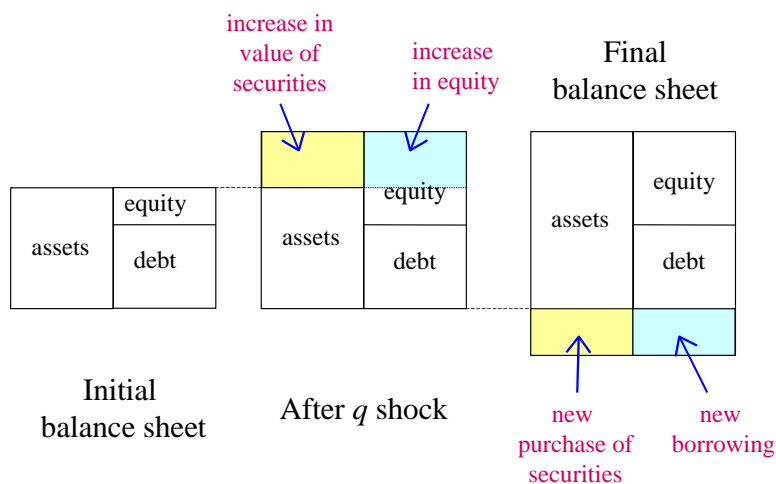 increase in
value of
securities
increase
in equity
Final
balance sheet
assets
equity
debt
assets
equity
debt
assets
equity
debt
Initial
balance sheet
After q shock
new
purchase of
securities
new
borrowing